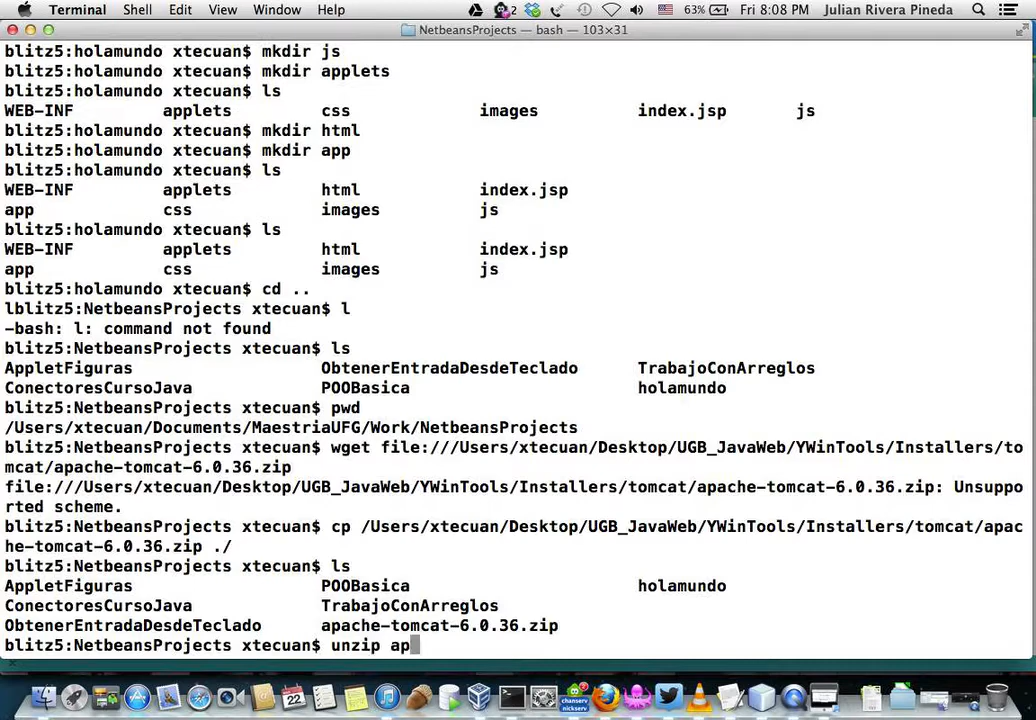 Terminal Shell Edit View Window Help 2 63% Fri 8:08 PM Julian Rivera Pineda
NetbeansProjects — bash — 103×31
blitz5:holamundo xtecuan$ mkdir js
blitz5:holamundo xtecuan$ mkdir applets
blitz5:holamundo xtecuan$ ls
WEB-INF applets css images index.jsp js
blitz5:holamundo xtecuan$ mkdir html
blitz5:holamundo xtecuan$ mkdir app
blitz5:holamundo xtecuan$ ls
WEB-INF applets html index.jsp
app css images js
blitz5:holamundo xtecuan$ ls
WEB-INF applets html index.jsp
app css images js
blitz5:holamundo xtecuan$ cd ..
lblitz5:NetbeansProjects xtecuan$ l
-bash: l: command not found
blitz5:NetbeansProjects xtecuan$ ls
AppletFiguras ObtenerEntradaDesdeTeclado TrabajoConArreglos
ConectoresCursoJava POOBasica holamundo
blitz5:NetbeansProjects xtecuan$ pwd
/Users/xtecuan/Documents/MaestriaUFG/Work/NetbeansProjects
blitz5:NetbeansProjects xtecuan$ wget file:///Users/xtecuan/Desktop/UGB_JavaWeb/YWinTools/Installers/to
mcat/apache-tomcat-6.0.36.zip
file:///Users/xtecuan/Desktop/UGB_JavaWeb/YWinTools/Installers/tomcat/apache-tomcat-6.0.36.zip: Unsuppo
rted scheme.
blitz5:NetbeansProjects xtecuan$ cp /Users/xtecuan/Desktop/UGB_JavaWeb/YWinTools/Installers/tomcat/apac
he-tomcat-6.0.36.zip ./
blitz5:NetbeansProjects xtecuan$ ls
AppletFiguras POOBasica holamundo
ConectoresCursoJava TrabajoConArreglos
ObtenerEntradaDesdeTeclado apache-tomcat-6.0.36.zip
blitz5:NetbeansProjects xtecuan$ unzip ap
22
chanserv
nickserv